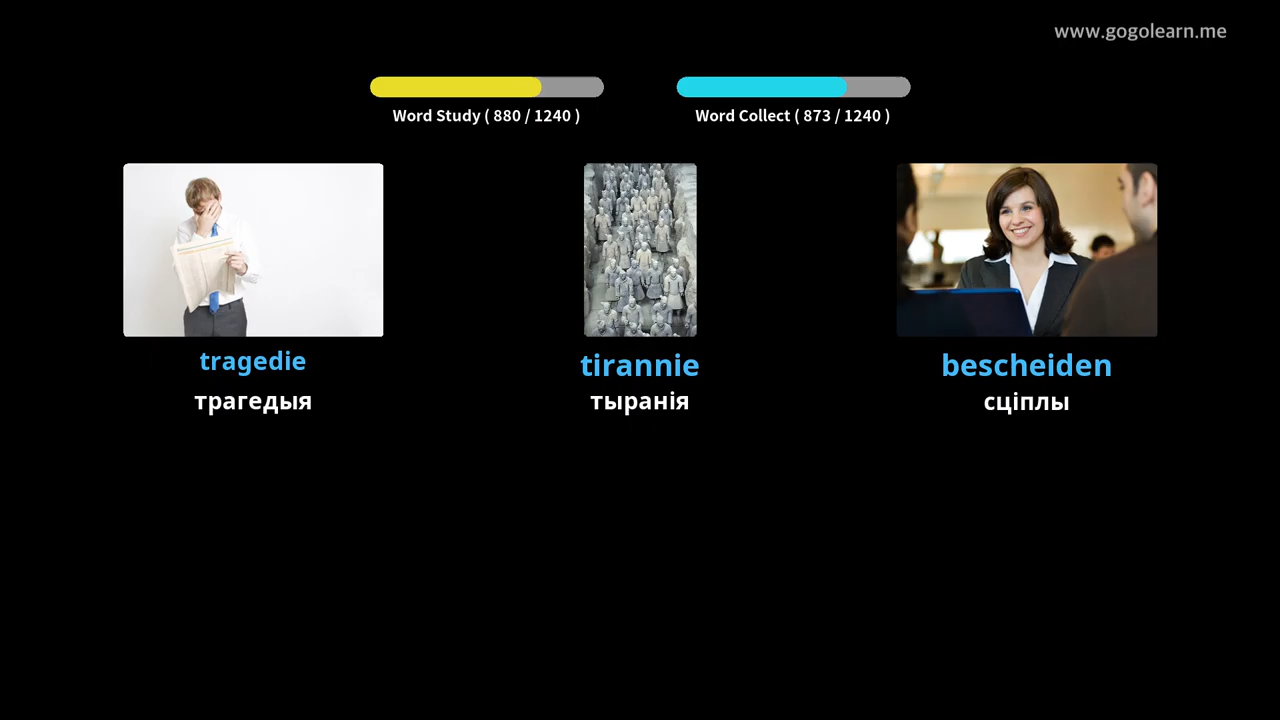 www.gogolearn.me
Word Study ( 880 / 1240 )
Word Collect ( 873 / 1240 )
tragedie
трагедыя
tirannie
тыранія
bescheiden
сціплы